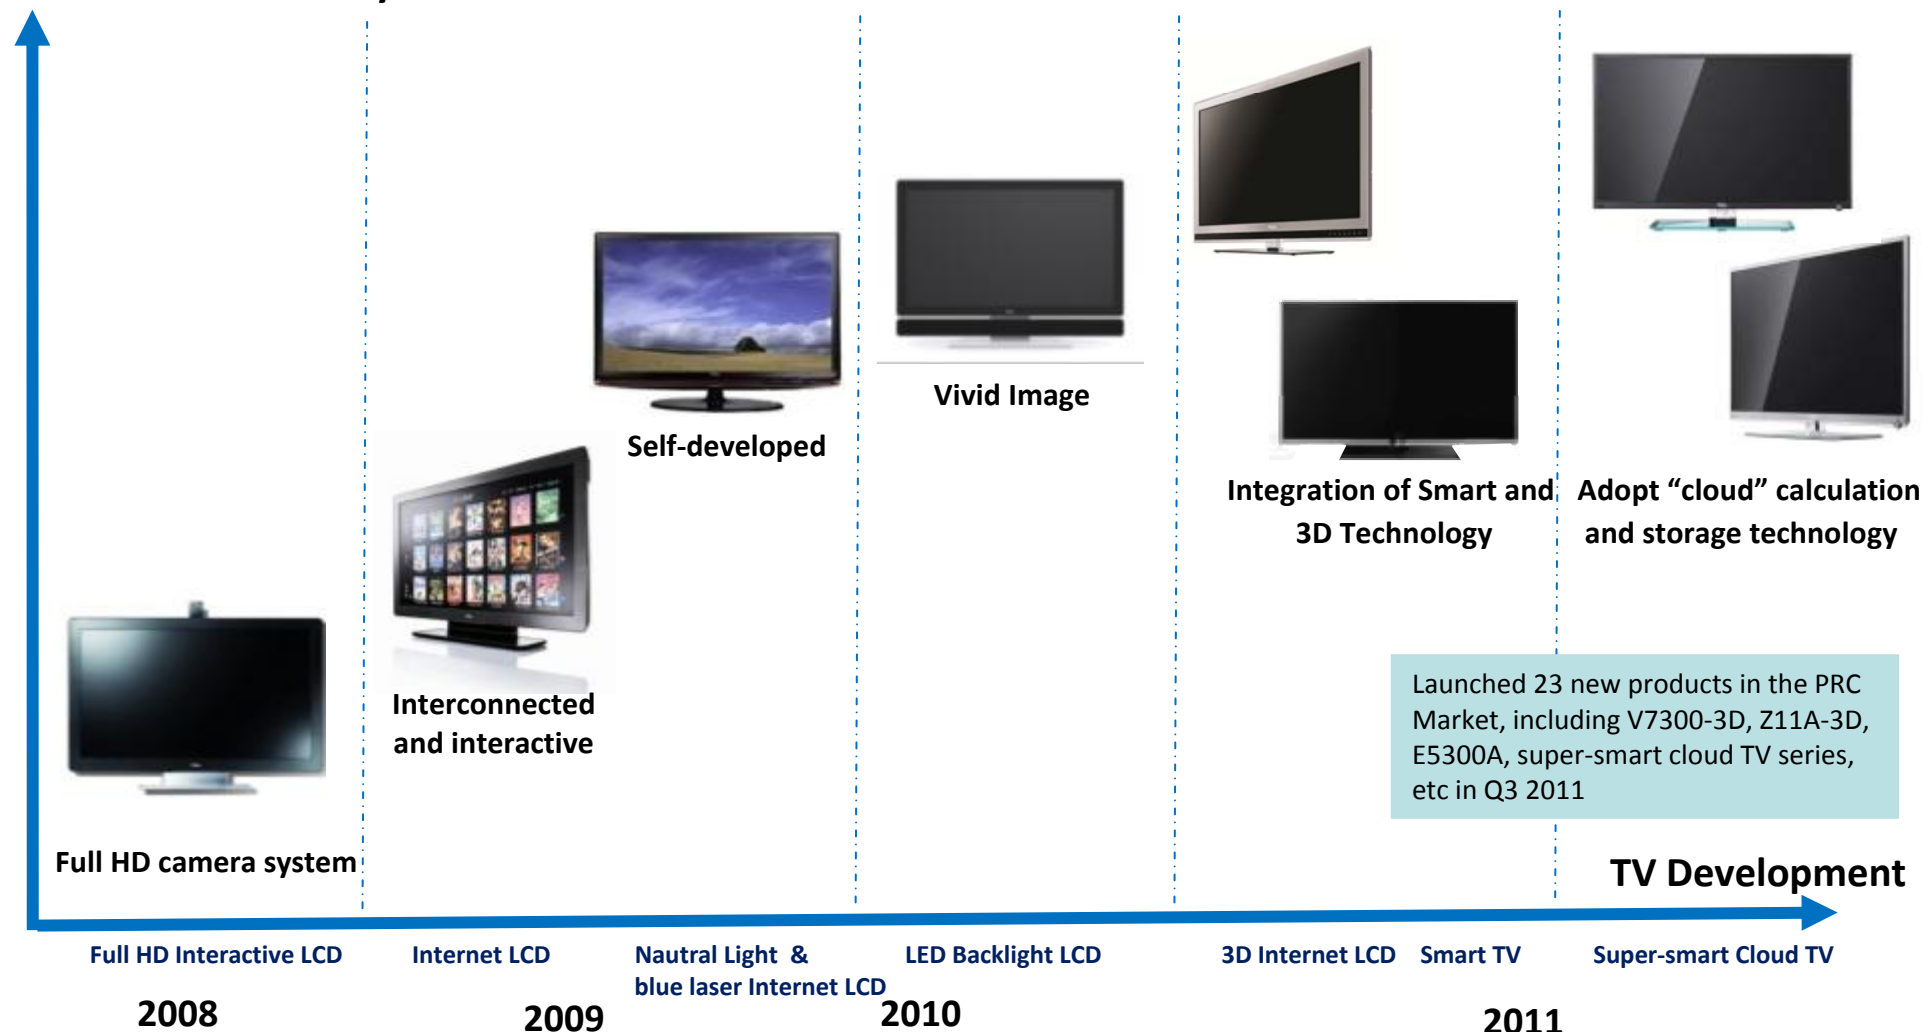 Self-developed
Vivid Image
Integration of Smart and
3D Technology
Adopt “cloud” calculation
and storage technology
Interconnected
and interactive
Full HD camera system
Launched 23 new products in the PRC
Market, including V7300-3D, Z11A-3D,
E5300A, super-smart cloud TV series,
etc in Q3 2011
TV Development
Full HD Interactive LCD
Internet LCD
Nautral Light &
blue laser Internet LCD
LED Backlight LCD
3D Internet LCD
Smart TV
Super-smart Cloud TV
2008
2009
2010
2011